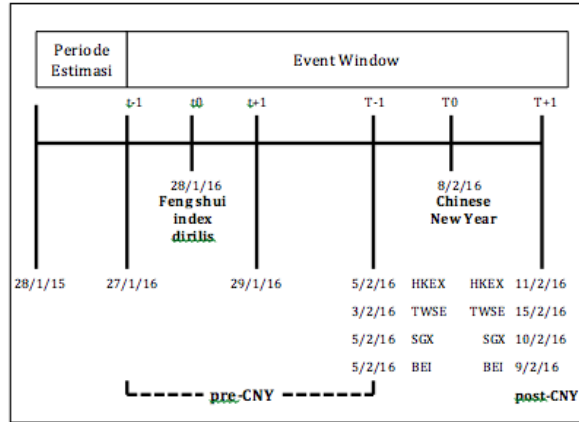 Periode
Estimasi
Event Window
t-1 t0 t+1 T-1 T0 T+1
28/1/16
Feng shui
index
dirilis
8/2/16
Chinese
New Year
28/1/15 27/1/16 29/1/16 5/2/16 HKEX HKEX 11/2/16
3/2/16 TWSE TWSE 15/2/16
5/2/16 SGX SGX 10/2/16
5/2/16 BEI BEI 9/2/16
pre-CNY post-CNY